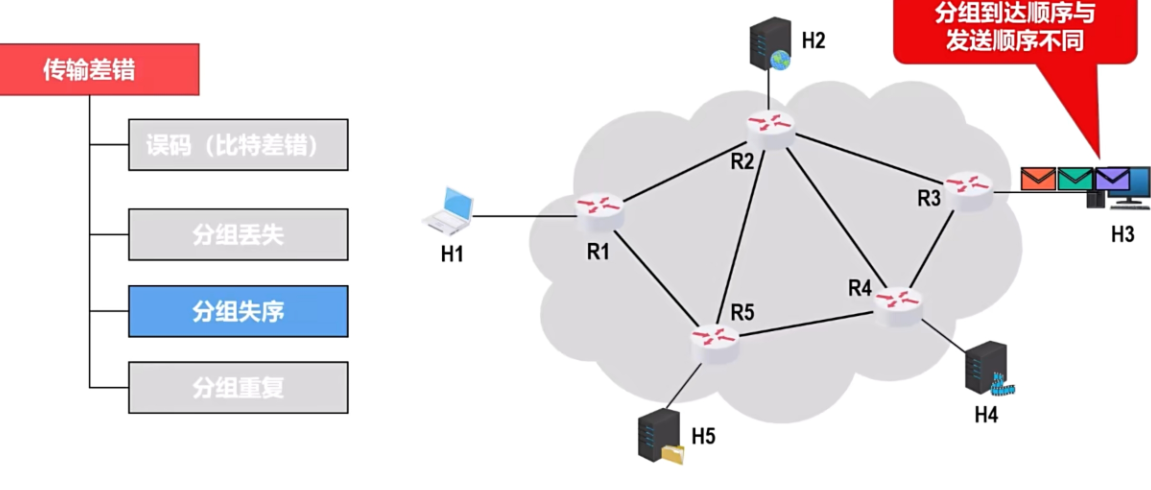 传输差错
误码（比特差错）
分组丢失
分组失序
分组重复
分组到达顺序与
发送顺序不同
H2
R2
R3
H3
H1
R1
R4
R5
H4
H5